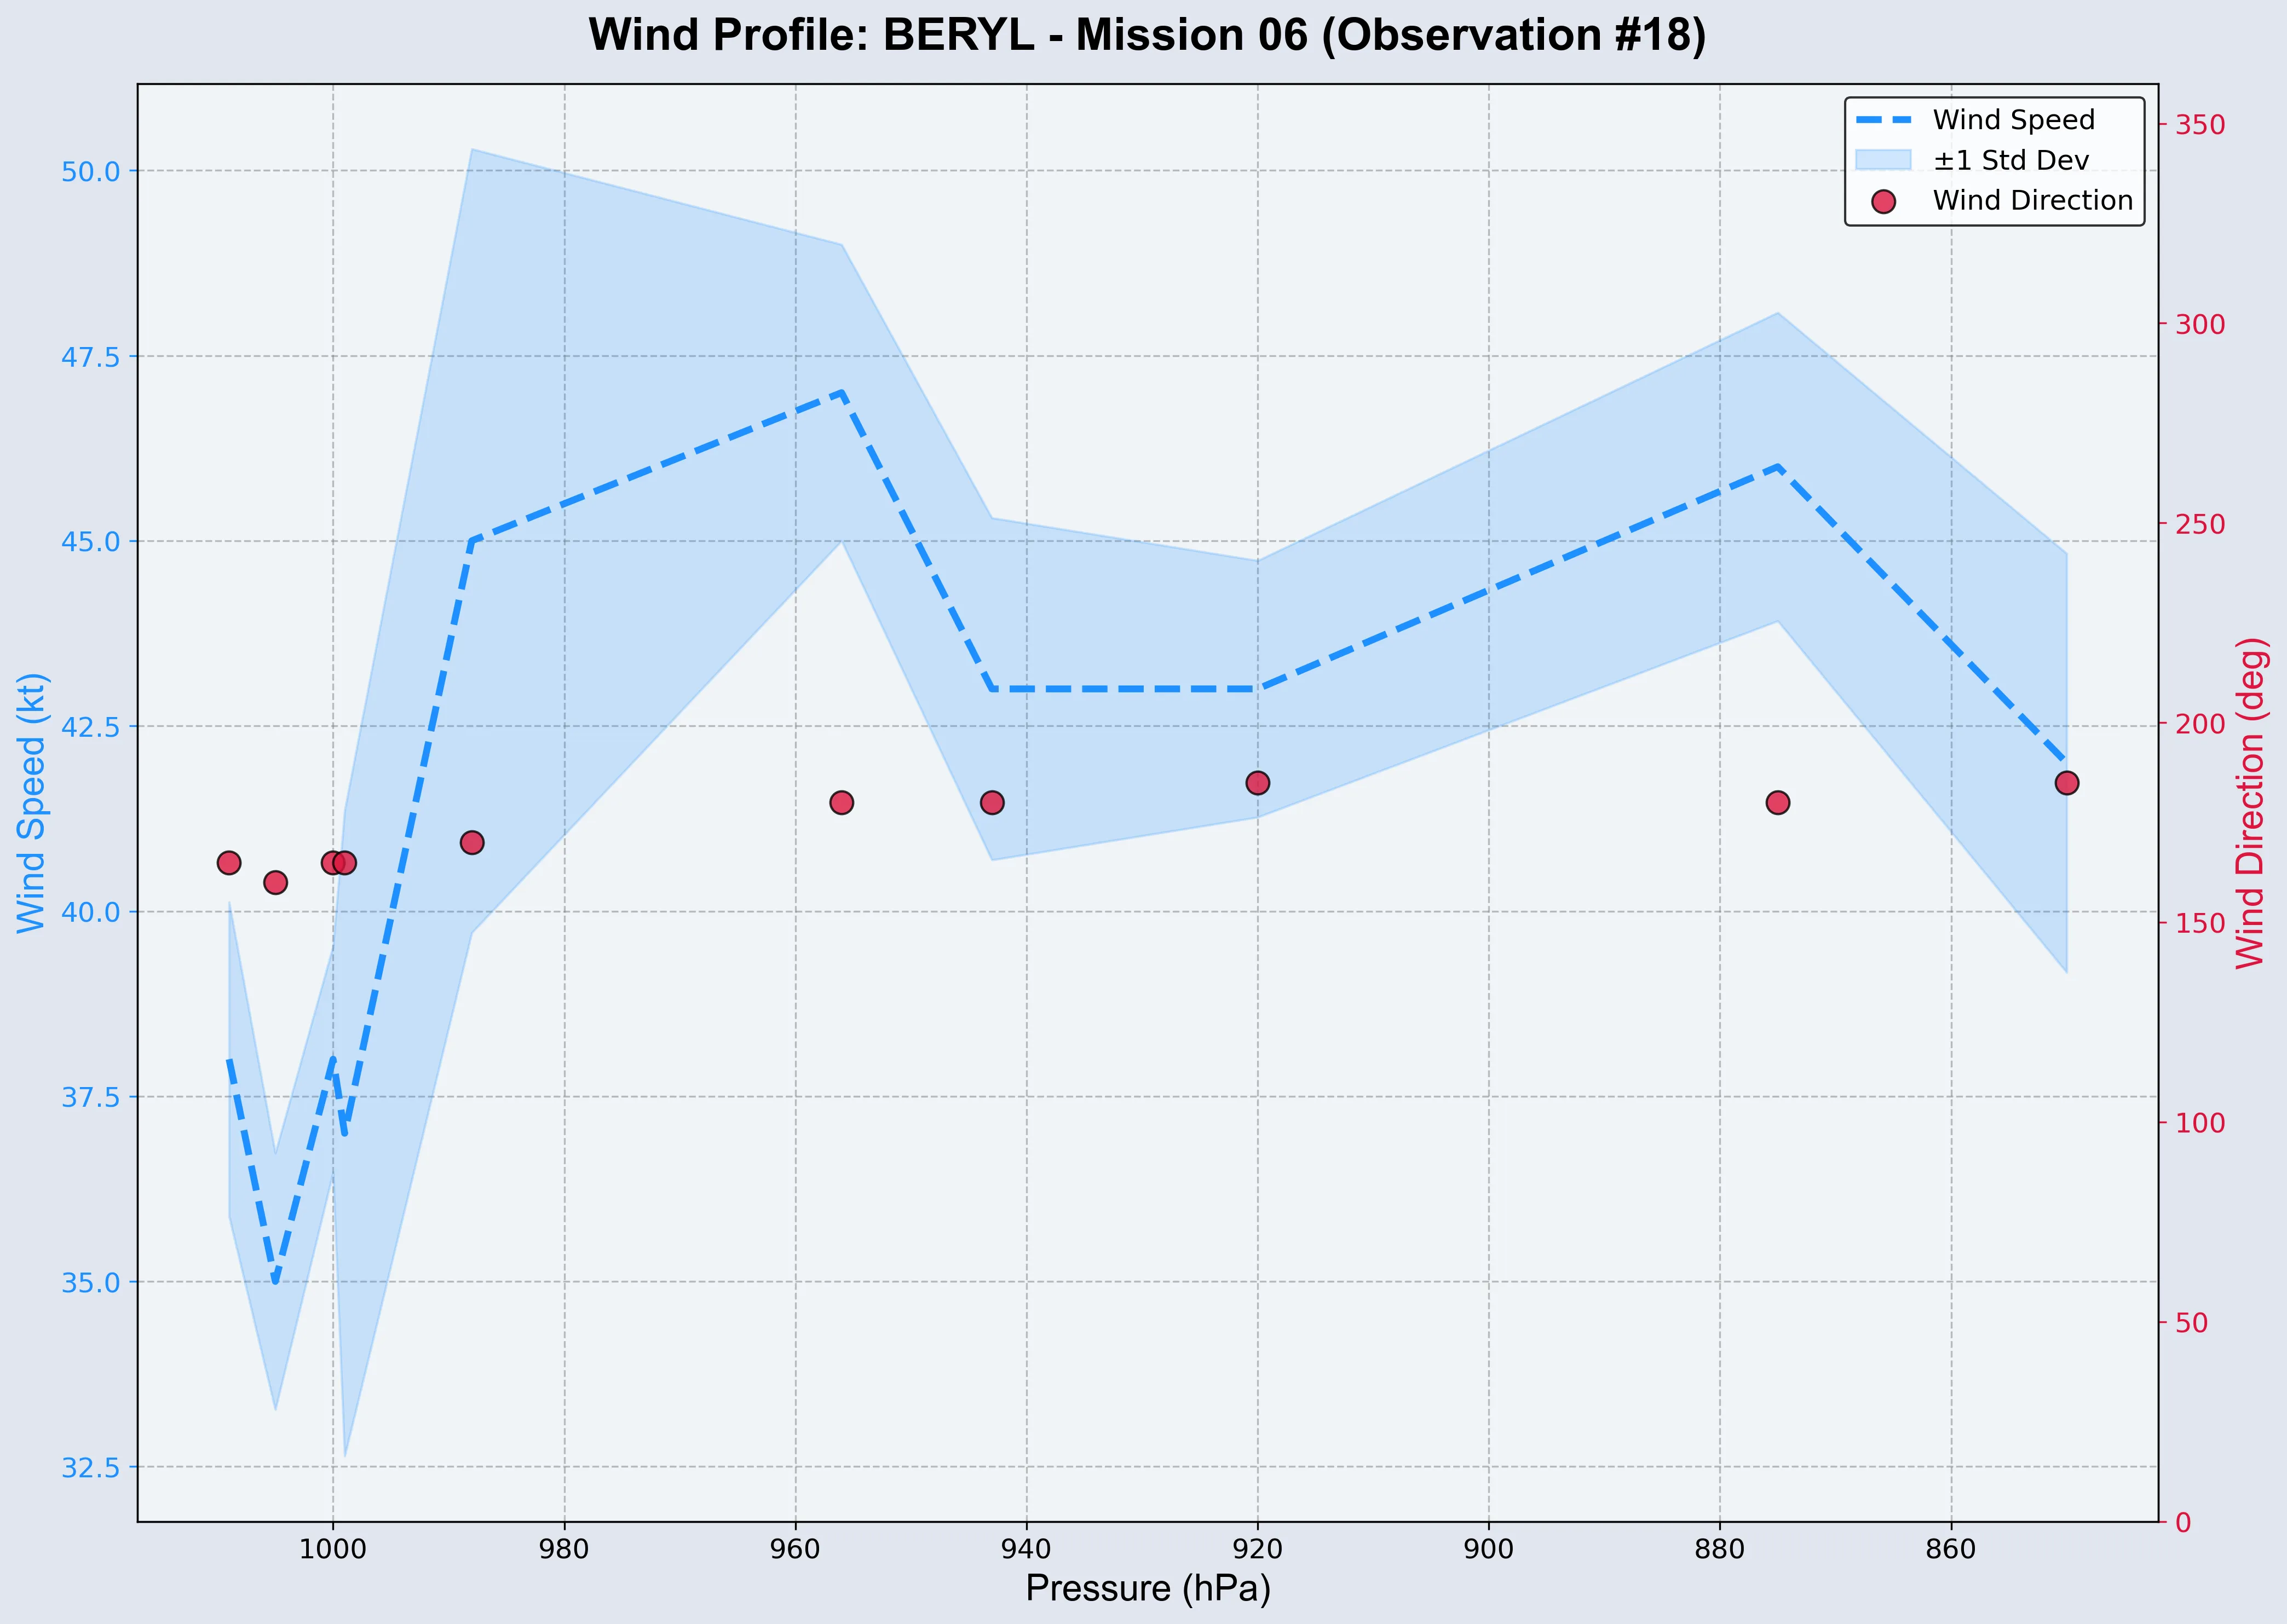 Wind Profile: BERYL - Mission 06 (Observation #18)
Wind Speed
±1 Std Dev
Wind Direction
Wind Speed (kt)
50.0
47.5
45.0
42.5
40.0
37.5
35.0
32.5
350
300
250
200
150
100
50
0
Wind Direction (deg)
1000 980 960 940 920 900 880 860
Pressure (hPa)